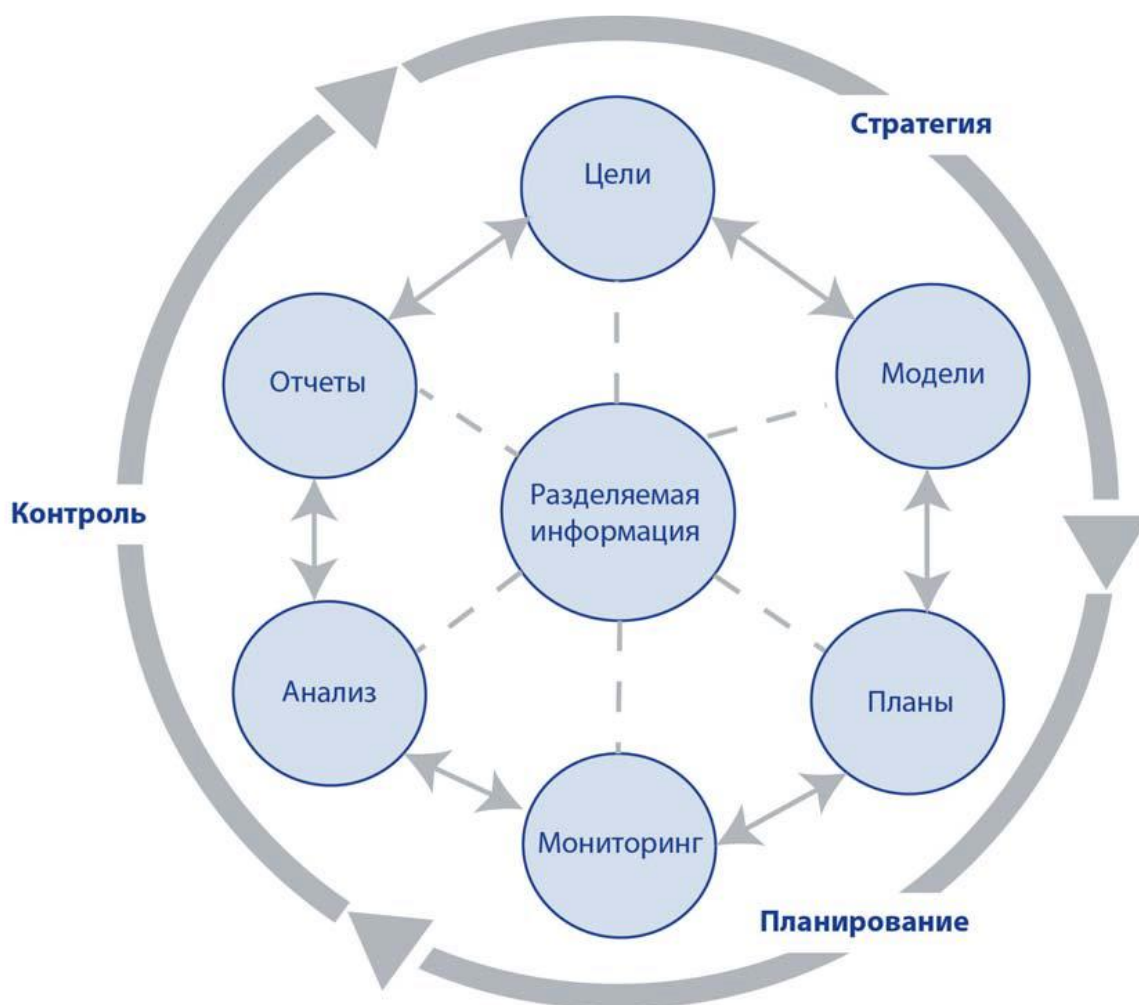 Стратегия
Цели
Отчеты
Модели
Разделяемая
информация
Контроль
Анализ
Планы
Мониторинг
Планирование